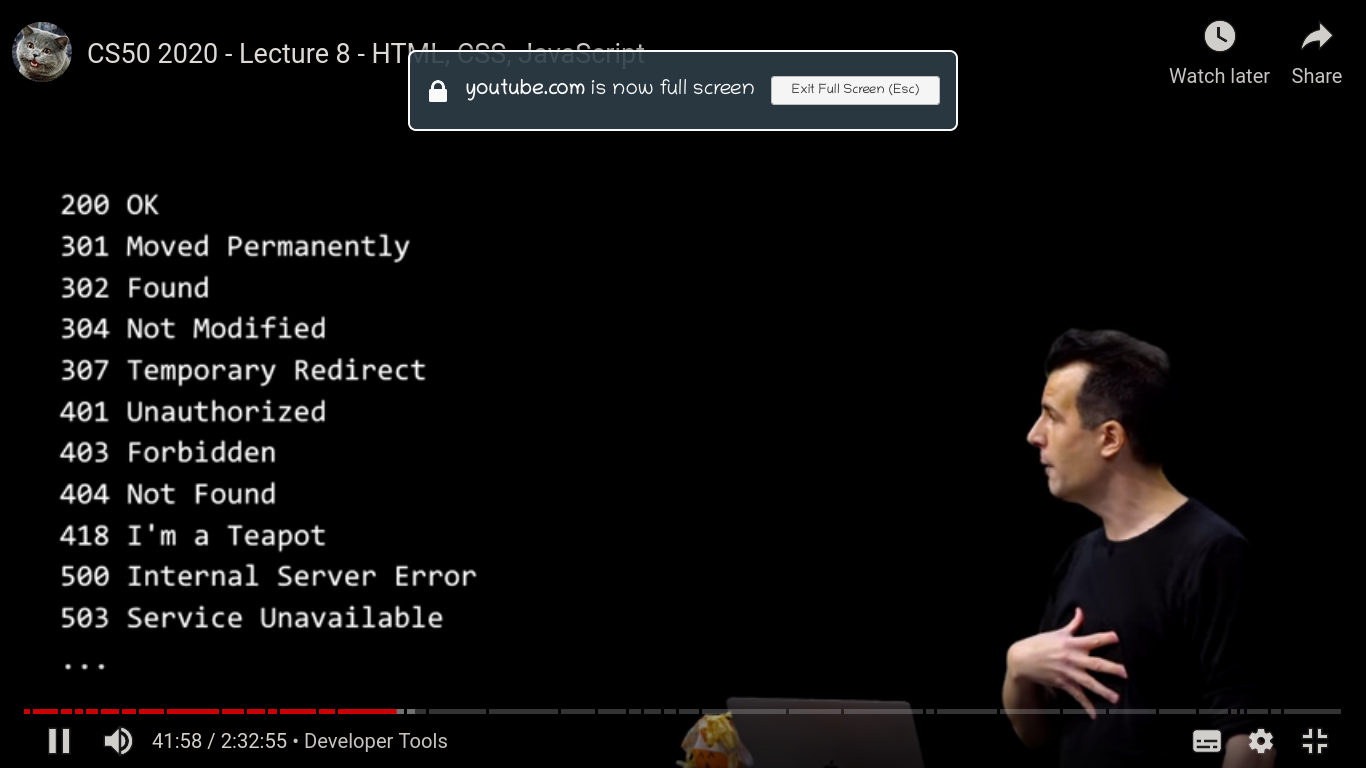 CS50 2020 - Lecture 8 - HTML, CSS, JavaScript
Watch later
Share
youtube.com is now full screen
Exit Full Screen (Esc)
200 OK
301 Moved Permanently
302 Found
304 Not Modified
307 Temporary Redirect
401 Unauthorized
403 Forbidden
404 Not Found
418 I'm a Teapot
500 Internal Server Error
503 Service Unavailable
...
41:58 / 2:32:55 • Developer Tools